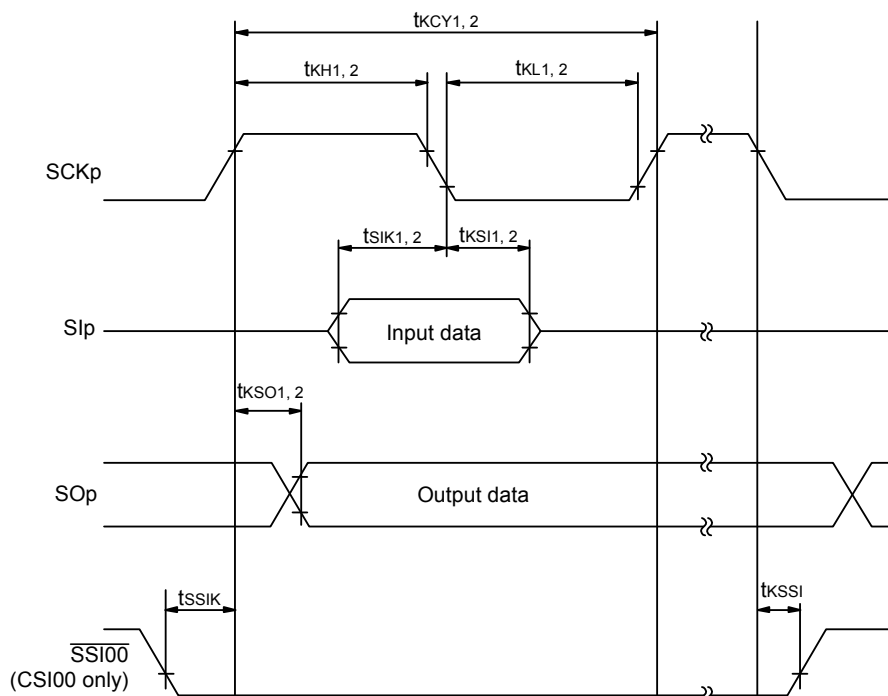 tKCY1, 2
tKH1, 2
tKL1, 2
SCKp
tSIK1, 2
tKSI1, 2
SIp
Input data
tKSO1, 2
SOp
Output data
tSSIK
tKSSI
SSI00
(CSI00 only)